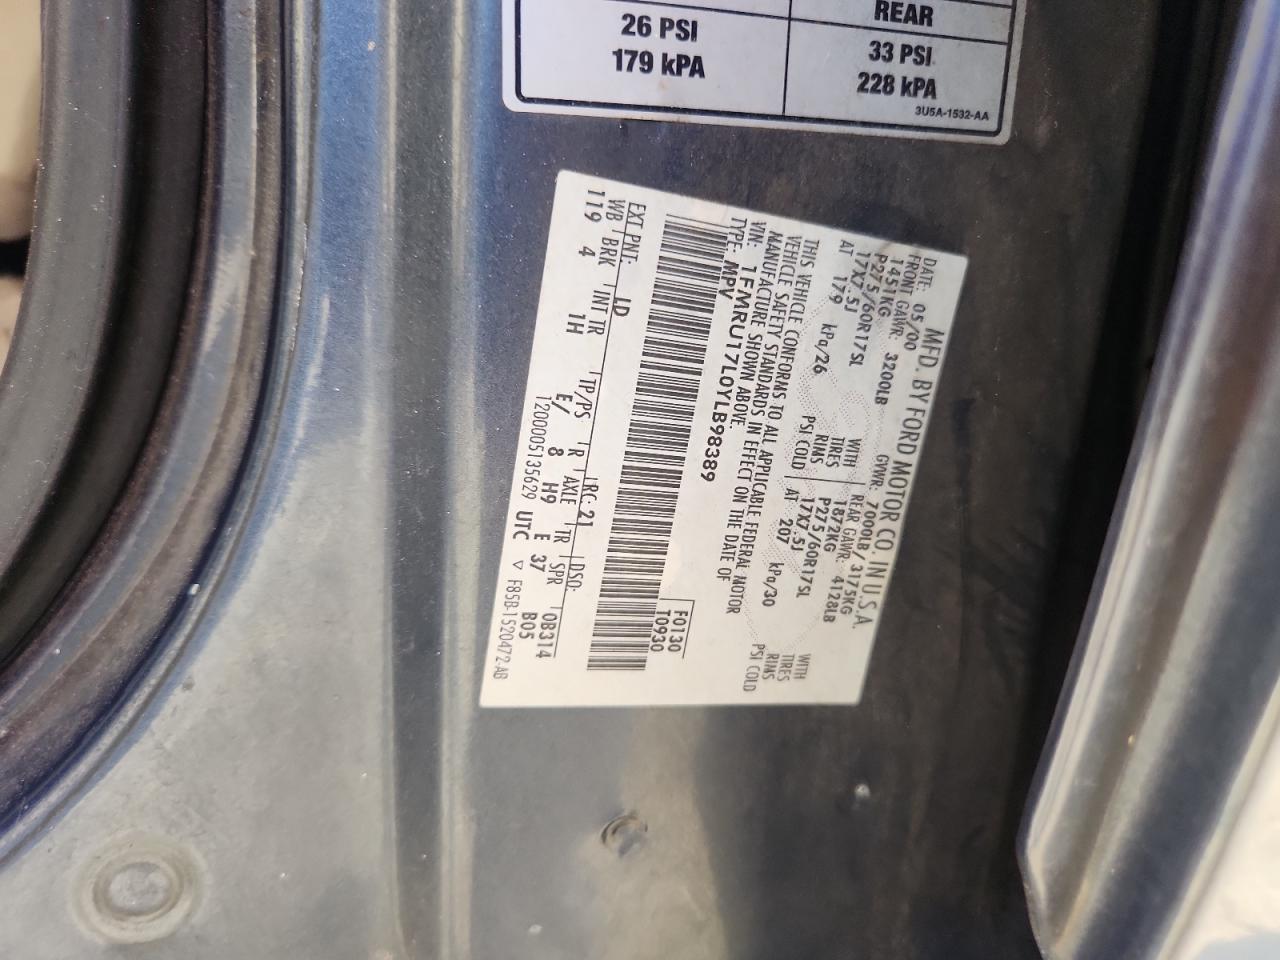 REAR
26 PSI
179 kPA
33 PSI
228 kPA
3U5A-1532-AA
MFD. BY FORD MOTOR CO. IN U.S.A.
DATE: 05/00 GVWR: 7000LB/ 3175KG
FRONT GAWR: 3200LB REAR GAWR: 4128LB
1451KG WITH 1872KG WITH
P275/60R17SL TIRES P275/60R17SL TIRES
17X7.5J RIMS 17X7.5J RIMS
AT 179 kPa/26 PSI COLD AT 207 kPa/30 PSI COLD
THIS VEHICLE CONFORMS TO ALL APPLICABLE FEDERAL MOTOR
VEHICLE SAFETY STANDARDS IN EFFECT ON THE DATE OF
MANUFACTURE SHOWN ABOVE.
VIN: 1FMRU17L0YLB98389 F0130
TYPE: MPV T0930
EXT PNT: LD RC: 21 DSO:
WB BRK INT TR TP/PS R AXLE TR SPR 0B314
119 4 1H E/ 8 H9 E 37 B05
1200005135629 UTC ▽ F85B-1520472-AB